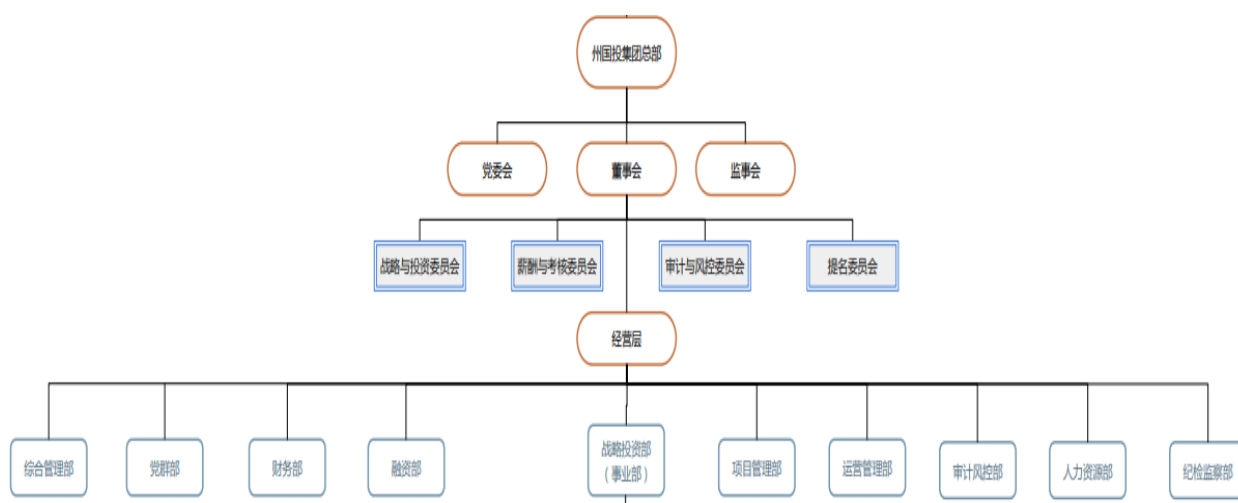 州国投集团总部
党委会
董事会
监事会
战略与投资委员会
薪酬与考核委员会
审计与风控委员会
提名委员会
经营层
综合管理部
党群部
财务部
融资部
战略投资部
（事业部）
项目管理部
运营管理部
审计风控部
人力资源部
纪检监察部